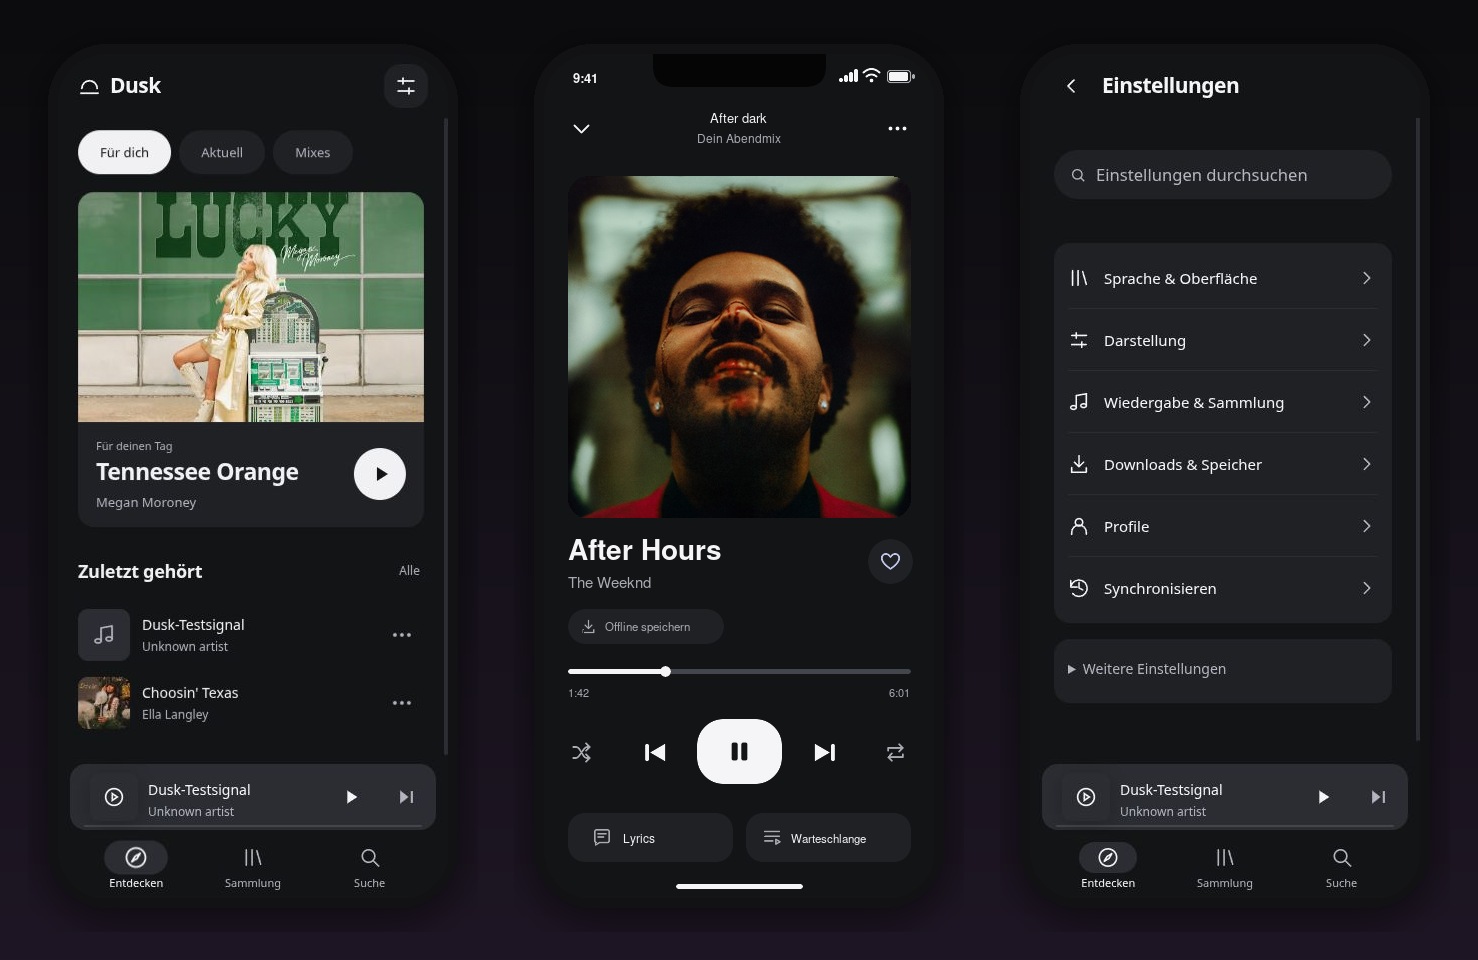 Dusk
Für dich
Aktuell
Mixes
LUCKY
Megan Moroney
Für deinen Tag
Tennessee Orange
Megan Moroney
Zuletzt gehört
Alle
Dusk-Testsignal
Unknown artist
Choosin' Texas
Ella Langley
Dusk-Testsignal
Unknown artist
Entdecken
Sammlung
Suche
9:41
After dark
Dein Abendmix
After Hours
The Weeknd
Offline speichern
1:42
6:01
Lyrics
Warteschlange
Einstellungen
Einstellungen durchsuchen
Sprache & Oberfläche
Darstellung
Wiedergabe & Sammlung
Downloads & Speicher
Profile
Synchronisieren
Weitere Einstellungen
Dusk-Testsignal
Unknown artist
Entdecken
Sammlung
Suche